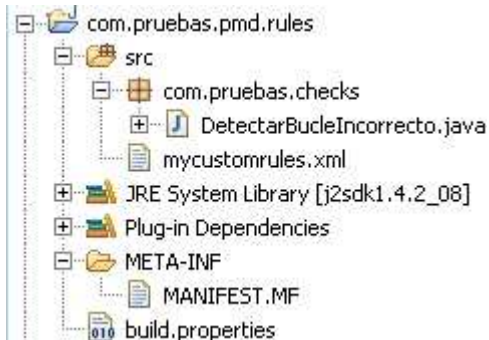 com.pruebas.pmd.rules
src
com.pruebas.checks
DetectarBucleIncorrecto.java
mycustomrules.xml
JRE System Library [j2sdk1.4.2_08]
Plug-in Dependencies
META-INF
MANIFEST.MF
build.properties